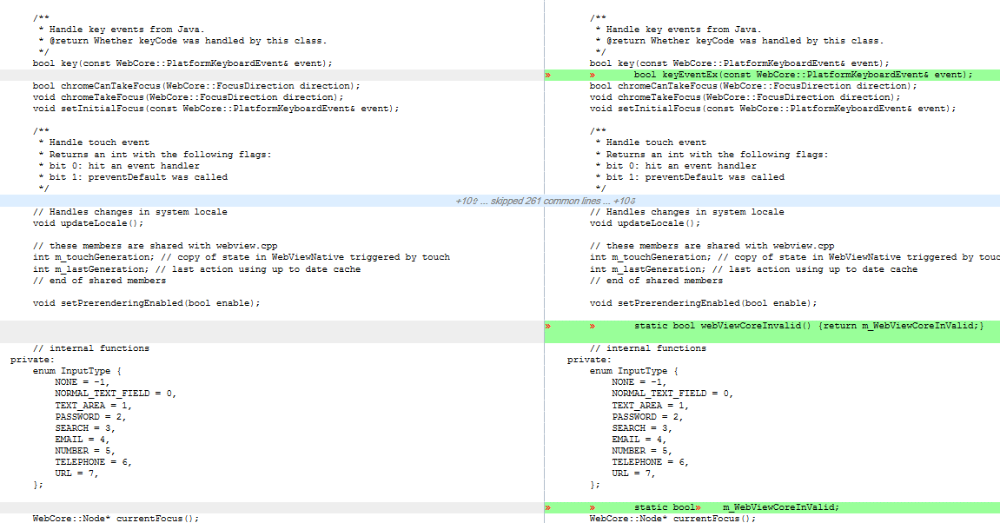 /**
 * Handle key events from Java.
 * @return Whether keyCode was handled by this class.
 */
bool key(const WebCore::PlatformKeyboardEvent& event);
bool chromeCanTakeFocus(WebCore::FocusDirection direction);
void chromeTakeFocus(WebCore::FocusDirection direction);
void setInitialFocus(const WebCore::PlatformKeyboardEvent& event);
/**
 * Handle touch event
 * Returns an int with the following flags:
 * bit 0: hit an event handler
 * bit 1: preventDefault was called
 */
/**
 * Handle key events from Java.
 * @return Whether keyCode was handled by this class.
 */
bool key(const WebCore::PlatformKeyboardEvent& event);
» » bool keyEventEx(const WebCore::PlatformKeyboardEvent& event);
bool chromeCanTakeFocus(WebCore::FocusDirection direction);
void chromeTakeFocus(WebCore::FocusDirection direction);
void setInitialFocus(const WebCore::PlatformKeyboardEvent& event);
/**
 * Handle touch event
 * Returns an int with the following flags:
 * bit 0: hit an event handler
 * bit 1: preventDefault was called
 */
+10⇧ ... skipped 261 common lines ... +10⇩
// Handles changes in system locale
void updateLocale();
// these members are shared with webview.cpp
int m_touchGeneration; // copy of state in WebViewNative triggered by touch
int m_lastGeneration; // last action using up to date cache
// end of shared members
void setPrerenderingEnabled(bool enable);
// internal functions
private:
enum InputType {
NONE = -1,
NORMAL_TEXT_FIELD = 0,
TEXT_AREA = 1,
PASSWORD = 2,
SEARCH = 3,
EMAIL = 4,
NUMBER = 5,
TELEPHONE = 6,
URL = 7,
};
WebCore::Node* currentFocus();
// Handles changes in system locale
void updateLocale();
// these members are shared with webview.cpp
int m_touchGeneration; // copy of state in WebViewNative triggered by touc
int m_lastGeneration; // last action using up to date cache
// end of shared members
void setPrerenderingEnabled(bool enable);
» » static bool webViewCoreInvalid() {return m_WebViewCoreInValid;}
// internal functions
private:
enum InputType {
NONE = -1,
NORMAL_TEXT_FIELD = 0,
TEXT_AREA = 1,
PASSWORD = 2,
SEARCH = 3,
EMAIL = 4,
NUMBER = 5,
TELEPHONE = 6,
URL = 7,
};
» » static bool» m_WebViewCoreInValid;
WebCore::Node* currentFocus();